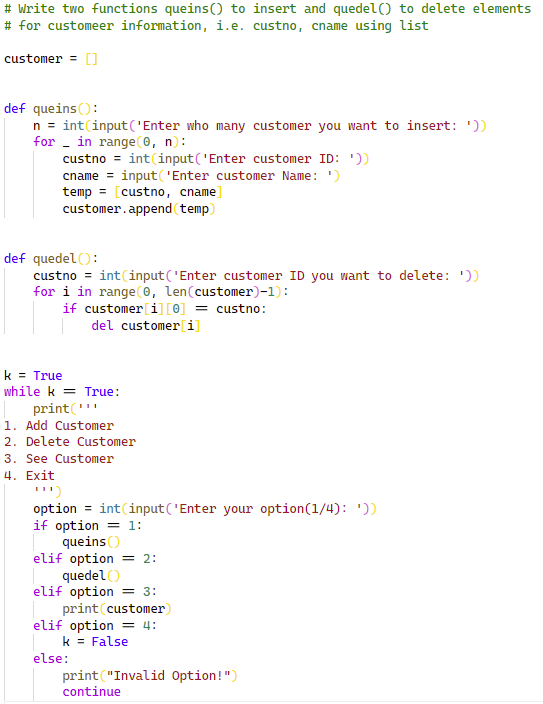 # Write two functions queins() to insert and quedel() to delete elements
# for customeer information, i.e. custno, cname using list

customer = []


def queins():
    n = int(input('Enter who many customer you want to insert: '))
    for _ in range(0, n):
        custno = int(input('Enter customer ID: '))
        cname = input('Enter customer Name: ')
        temp = [custno, cname]
        customer.append(temp)


def quedel():
    custno = int(input('Enter customer ID you want to delete: '))
    for i in range(0, len(customer)-1):
        if customer[i][0] == custno:
            del customer[i]


k = True
while k == True:
    print('''
1. Add Customer
2. Delete Customer
3. See Customer
4. Exit
    ''')
    option = int(input('Enter your option(1/4): '))
    if option == 1:
        queins()
    elif option == 2:
        quedel()
    elif option == 3:
        print(customer)
    elif option == 4:
        k = False
    else:
        print("Invalid Option!")
        continue